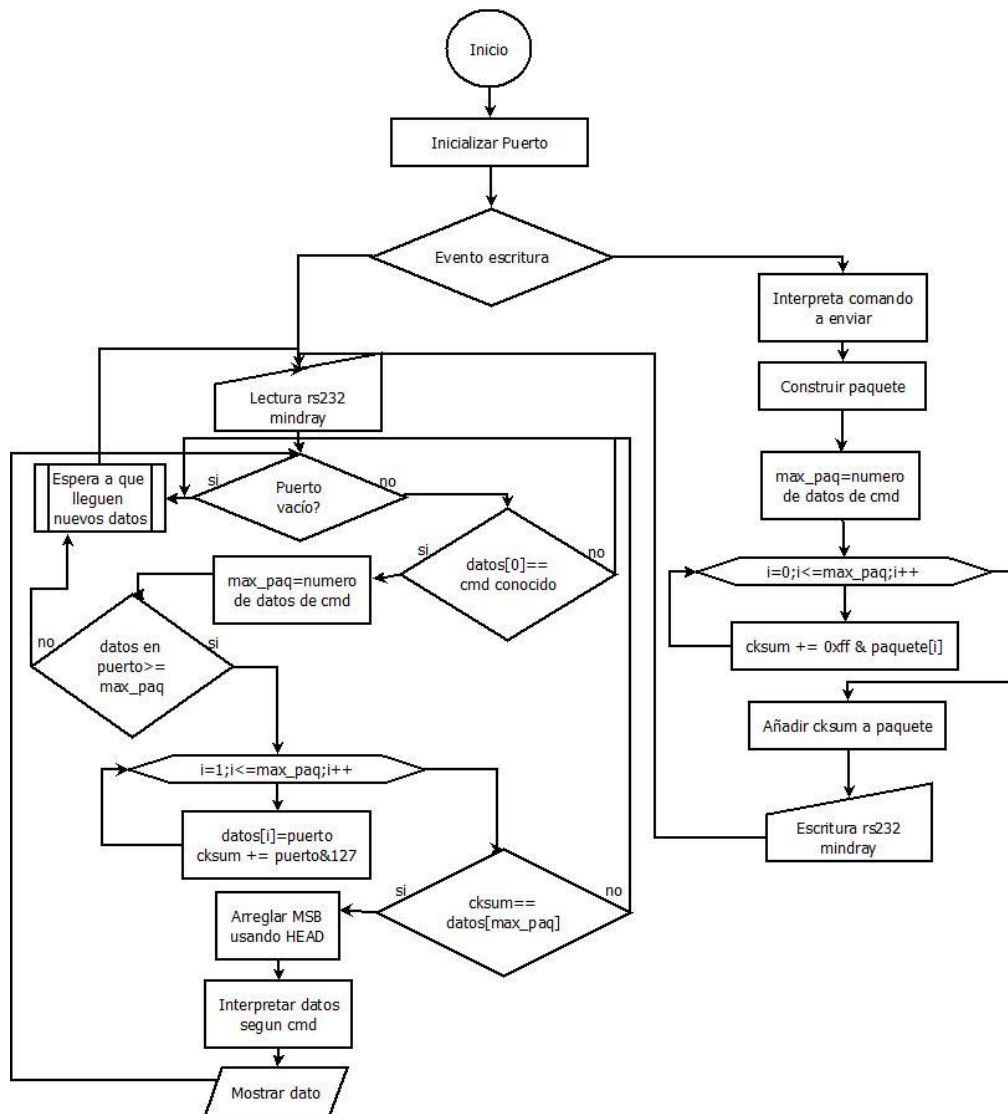 Inicio
Inicializar Puerto
Evento escritura
Interpreta comando
a enviar
Construir paquete
max_paq=numero
de datos de cmd
i=0;i<=max_paq;i++
cksum += 0xff & paquete[i]
Añadir cksum a paquete
Escritura rs232
mindray
Lectura rs232
mindray
Espera a que
lleguen
nuevos datos
si
Puerto
vacío?
no
si
datos[0]==
cmd conocido
no
max_paq=numero
de datos de cmd
no
datos en
puerto>=
max_paq
si
i=1;i<=max_paq;i++
datos[i]=puerto
cksum += puerto&127
si
cksum==
datos[max_paq]
no
Arreglar MSB
usando HEAD
Interpretar datos
segun cmd
Mostrar dato